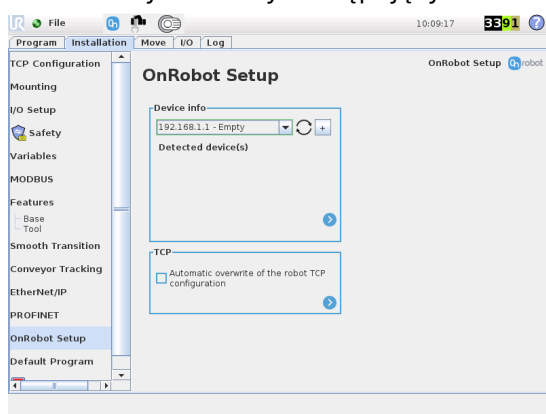 File
10:09:17
3391
?
Program
Installation
Move
I/O
Log
TCP Configuration
Mounting
I/O Setup
Safety
Variables
MODBUS
Features
Base
Tool
Smooth Transition
Conveyor Tracking
EtherNet/IP
PROFINET
OnRobot Setup
Default Program
OnRobot Setup
OnRobot Setup
On robot
Device info
192.168.1.1 - Empty
+
Detected device(s)
TCP
Automatic overwrite of the robot TCP
configuration